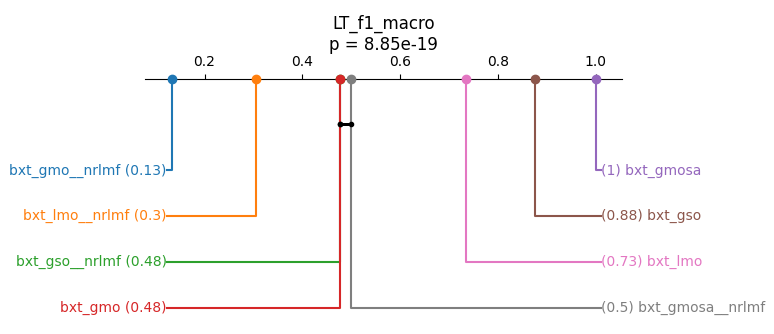 LT_f1_macro
p = 8.85e-19
0.2 0.4 0.6 0.8 1.0
bxt_gmo__nrlmf (0.13) (1) bxt_gmosa
bxt_lmo__nrlmf (0.3) (0.88) bxt_gso
bxt_gso__nrlmf (0.48) (0.73) bxt_lmo
bxt_gmo (0.48) (0.5) bxt_gmosa__nrlmf